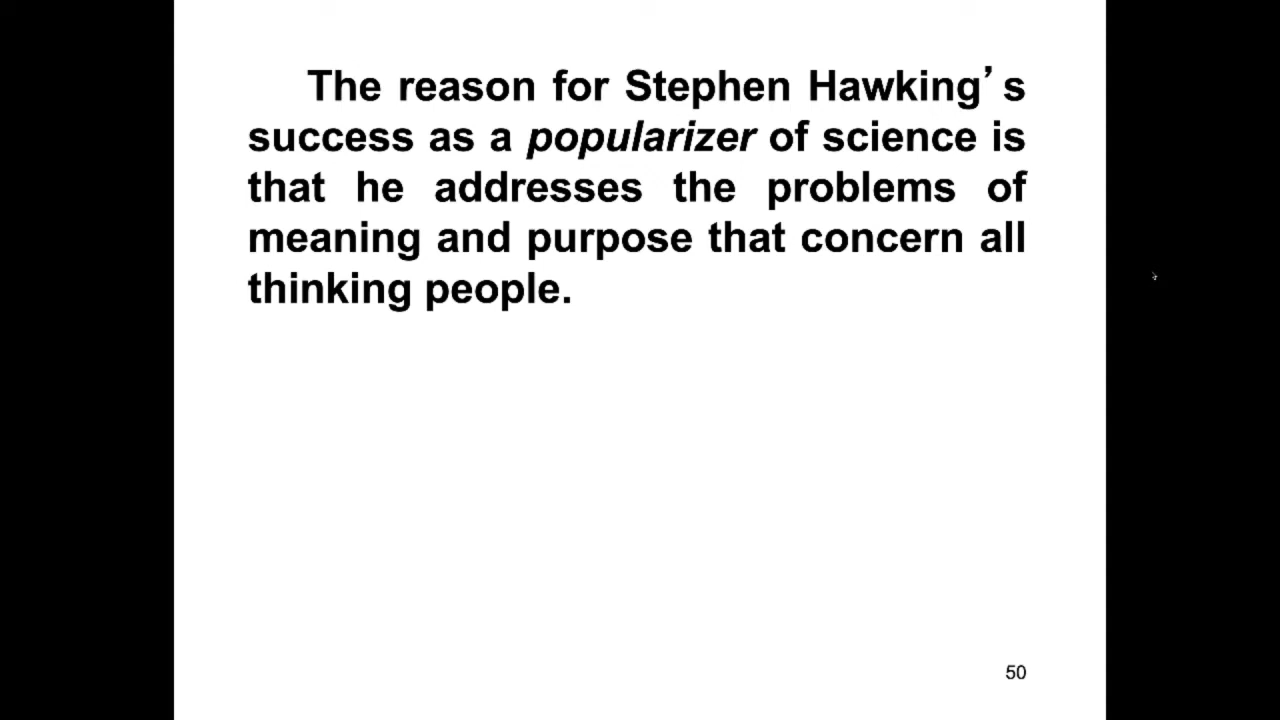 The reason for Stephen Hawking’s
success as a popularizer of science is
that he addresses the problems of
meaning and purpose that concern all
thinking people.
50